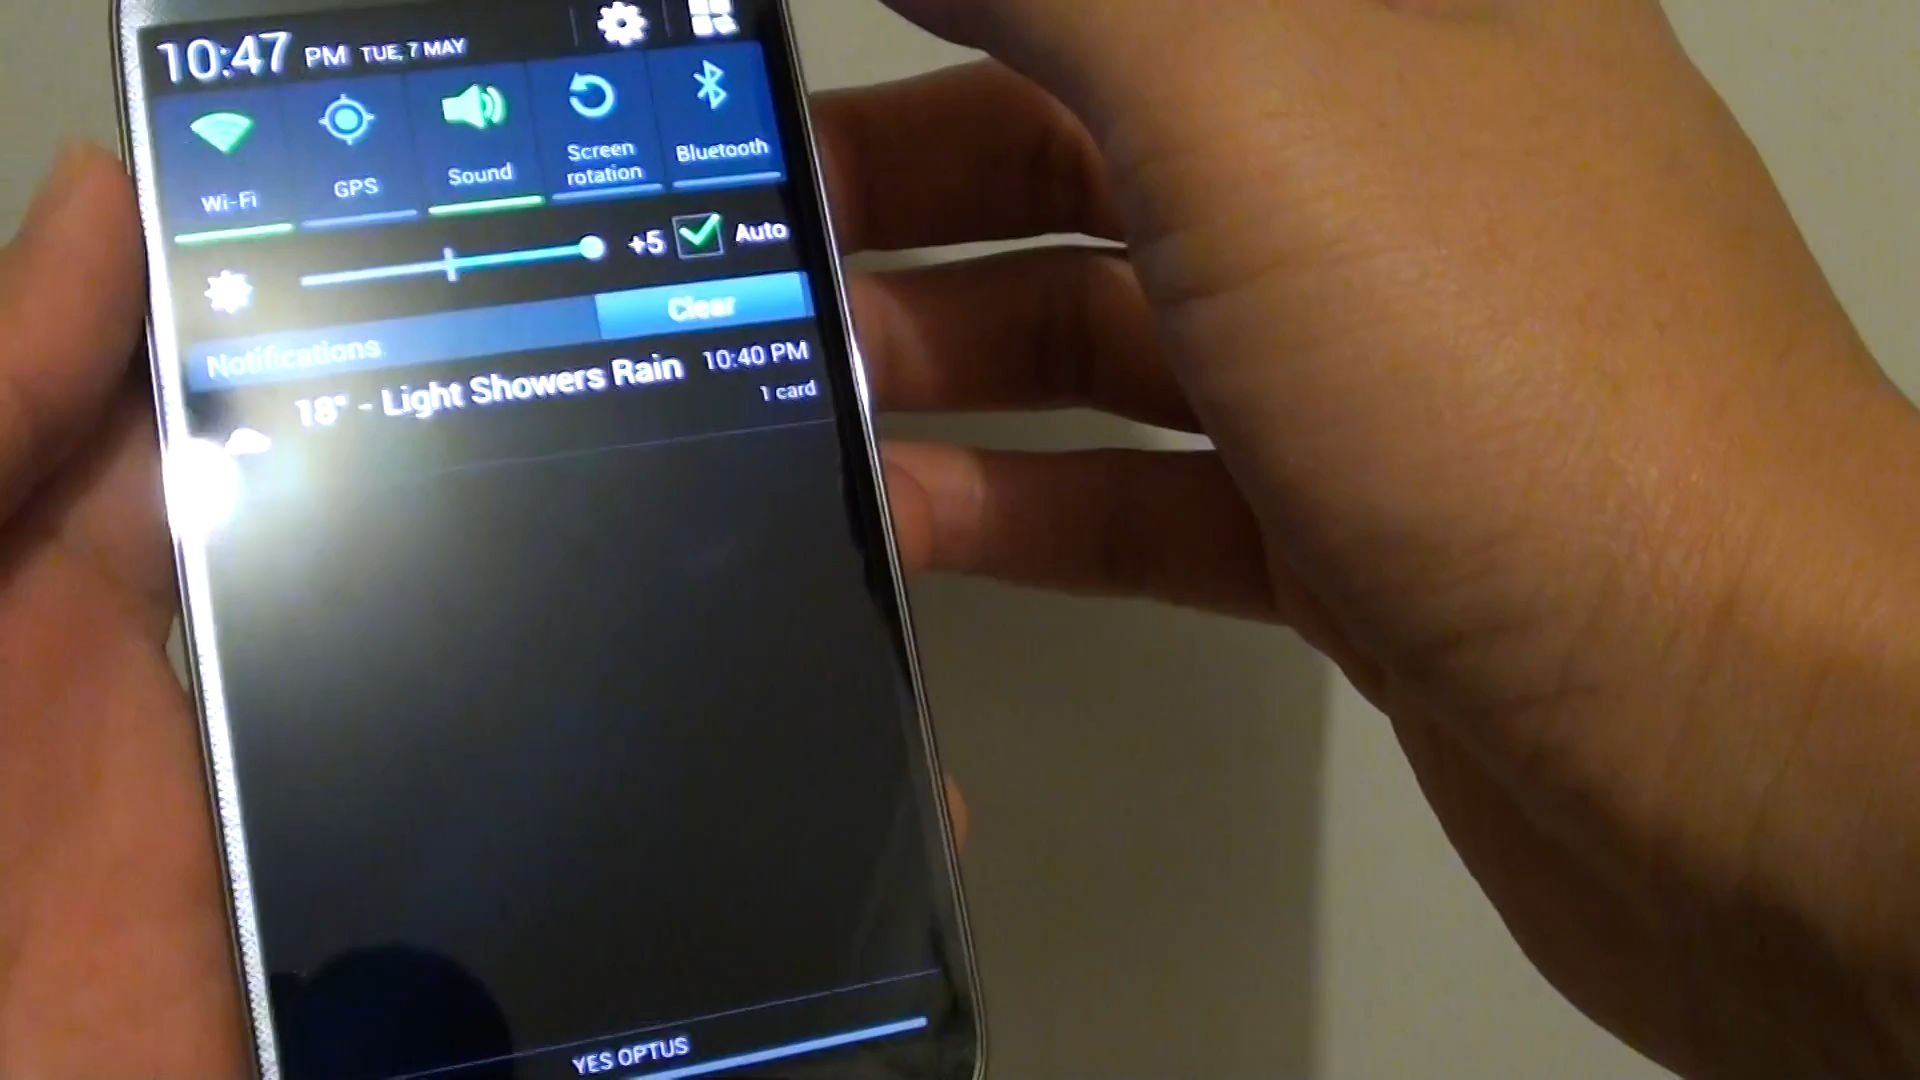 10:47 PM TUE, 7 MAY
Wi-Fi GPS Sound Screen rotation Bluetooth
+5 Auto
Notifications Clear
18° - Light Showers Rain 10:40 PM
1 card
YES OPTUS